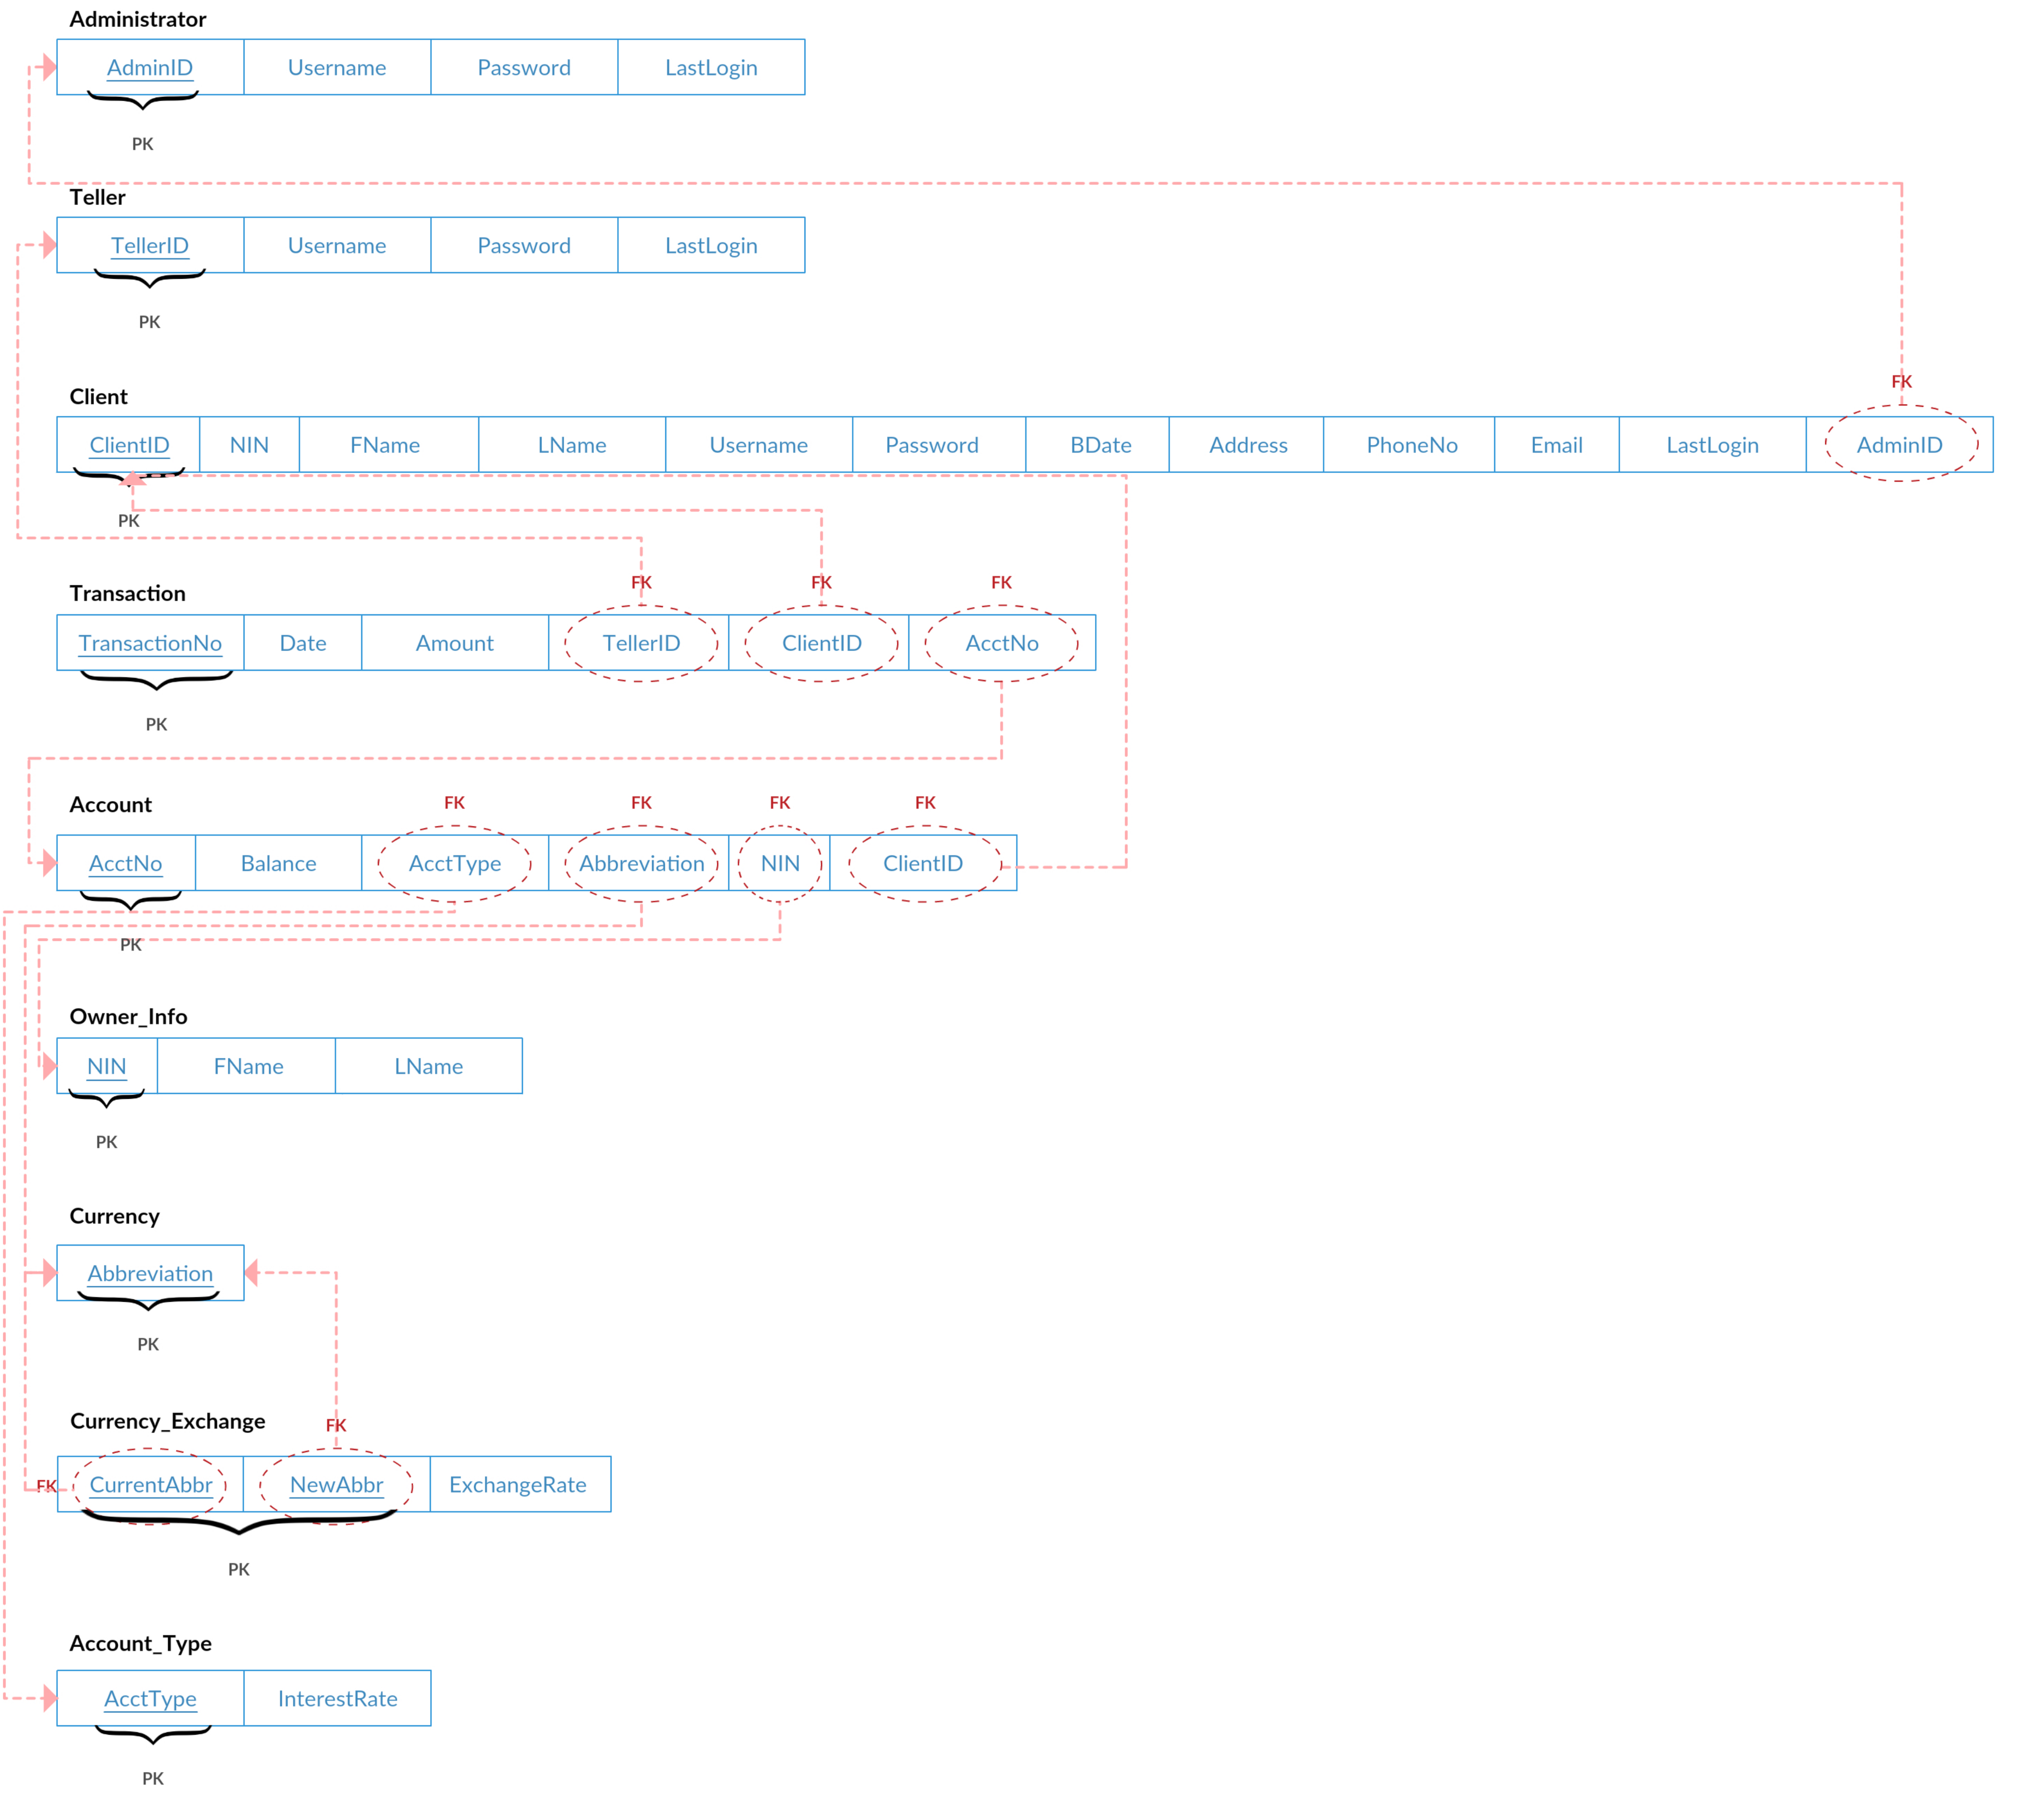 Administrator
AdminID Username Password LastLogin
PK
Teller
TellerID Username Password LastLogin
PK
FK
Client
ClientID NIN FName LName Username Password BDate Address PhoneNo Email LastLogin AdminID
PK
FK FK FK
Transaction
TransactionNo Date Amount TellerID ClientID AcctNo
PK
FK FK FK FK
Account
AcctNo Balance AcctType Abbreviation NIN ClientID
PK
Owner_Info
NIN FName LName
PK
Currency
Abbreviation
PK
Currency_Exchange
FK
FK CurrentAbbr NewAbbr ExchangeRate
PK
Account_Type
AcctType InterestRate
PK